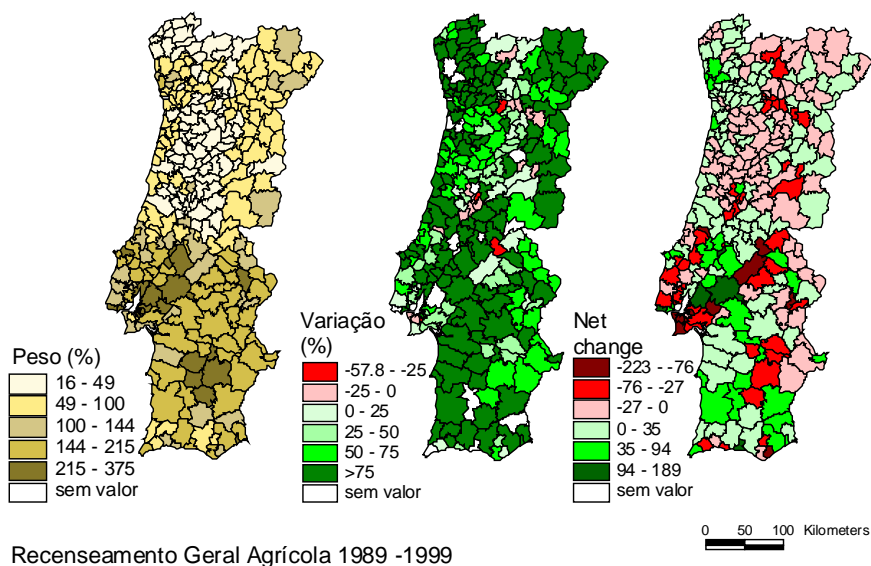 Peso (%)
16 - 49
49 - 100
100 - 144
144 - 215
215 - 375
sem valor
Variação
(%)
-57.8 - -25
-25 - 0
0 - 25
25 - 50
50 - 75
>75
sem valor
Net
change
-223 - -76
-76 - -27
-27 - 0
0 - 35
35 - 94
94 - 189
sem valor
0 50 100 Kilometers
Recenseamento Geral Agrícola 1989 -1999